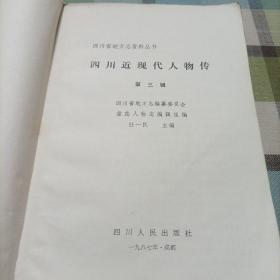 四川省地方志资料丛书
四川近现代人物传
第三辑
四川省地方志编纂委员会
省志人物志编辑组编
任一民 主编
四川人民出版社
一九八七年·成都